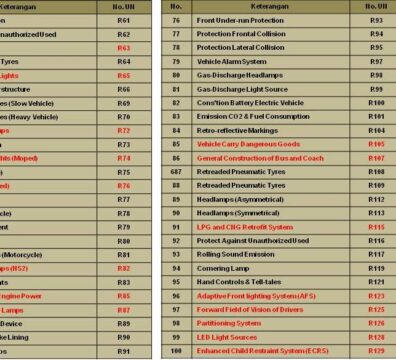 Keterangan No. UN
on R61
nauthorizedUsed R62
R63
Tyres R64
Lights R65
rstructure R66
es (Slow Vehicle) R69
es (Heavy Vehicle) R70
mps R72
n R73
hts (Moped) R74
) R75
ed) R76
R77
cle) R78
ent R79
R80
s (Motorcycle) R81
ps (HS2) R82
nts R83
Engine Power R85
Lamps R87
Device R89
ke Lining R90
ps R91
No. Keterangan No. UN
76 Front Under-run Protection R93
77 Protection Frontal Collision R94
78 Protection Lateral Collision R95
79 Vehicle Alarm System R97
80 Gas-Discharge Headlamps R98
81 Gas-Discharge Light Source R99
82 Cons'tion Battery Electric Vehicle R100
83 Emission CO2 & Fuel Consumption R101
84 Retro-reflective Markings R104
85 Vehicle Carry Dangerous Goods R105
86 General Construction of Bus and Coach R107
687 Retreaded Pneumatic Tyres R108
88 Retreaded Pneumatic Tyres R109
89 Headlamps (Asymmetrical) R112
90 Headlamps (Symmetrical) R113
91 LPG and CNG Retrofit System R115
92 Protect Against Unauthorized Used R116
93 Rolling Sound Emission R117
94 Cornering Lamp R119
95 Hand Controls & Tell-tales R121
96 Adaptive Front lighting System (AFS) R123
97 Forward Field of Vision of Drivers R125
98 Partitioning System R126
99 LED Light Sources R128
100 Enhanced Child Restraint System (ECRS) R129